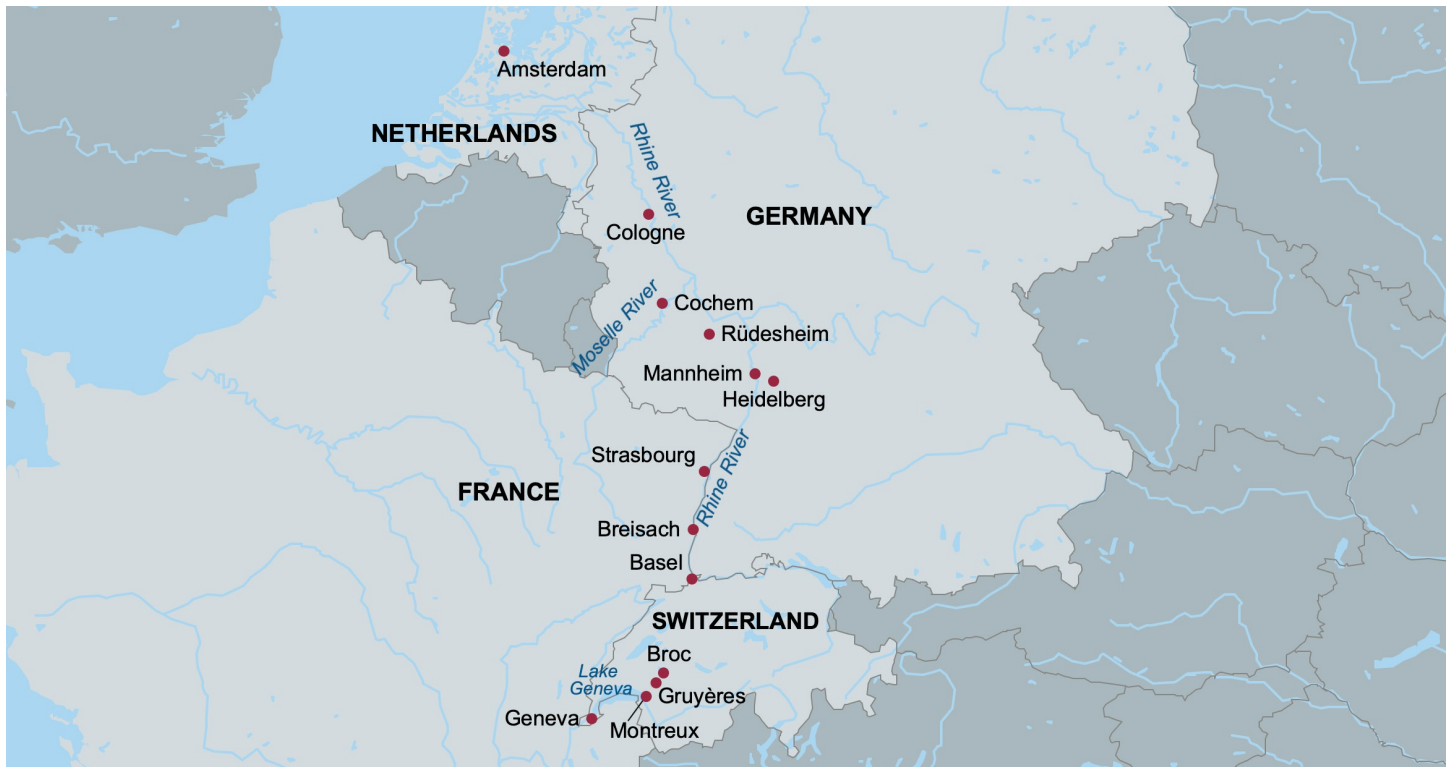 Amsterdam
NETHERLANDS
Rhine River
GERMANY
Cologne
Moselle River
Cochem
Rüdesheim
Mannheim
Heidelberg
Strasbourg
Rhine River
FRANCE
Breisach
Basel
SWITZERLAND
Broc
Lake
Geneva
Gruyères
Geneva
Montreux